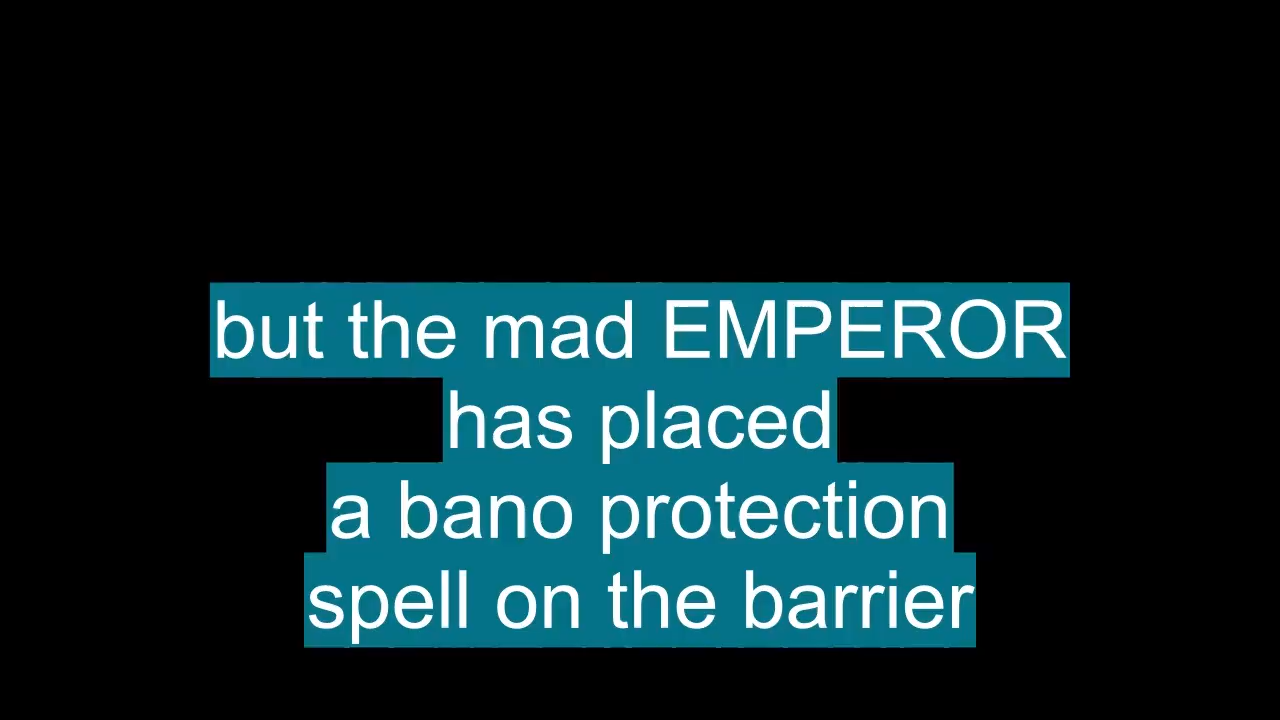 but the mad EMPEROR
has placed
a bano protection
spell on the barrier